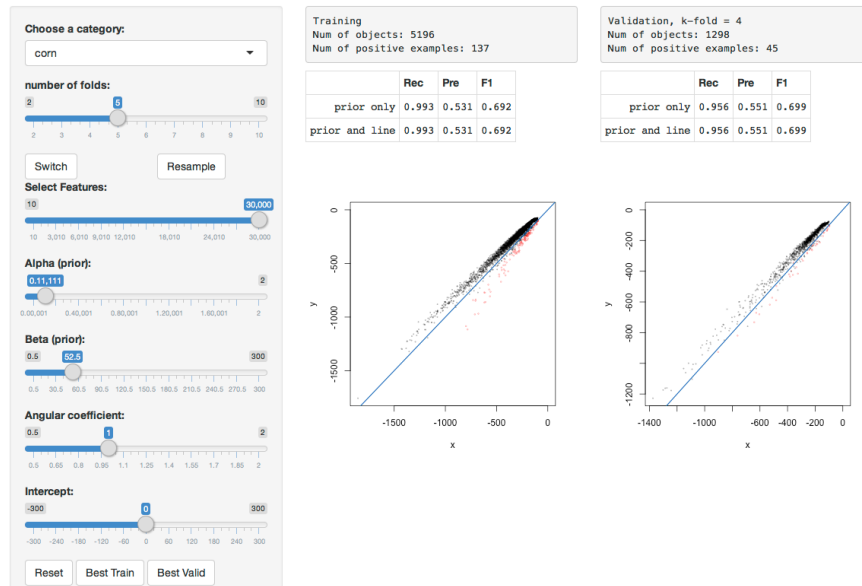 Choose a category:
corn
number of folds:
2 5 10
2 3 4 5 6 7 8 9 10
Switch Resample
Select Features:
10 30,000
10 3,010 6,010 9,010 12,010 18,010 24,010 30,000
Alpha (prior):
0.11,111 2
0.00,001 0.40,001 0.80,001 1.20,001 1.60,001 2
Beta (prior):
0.5 52.5 300
0.5 30.5 60.5 90.5 120.5 150.5 180.5 210.5 240.5 270.5 300
Angular coefficient:
0.5 1 2
0.5 0.65 0.8 0.95 1.1 1.25 1.4 1.55 1.7 1.85 2
Intercept:
-300 0 300
-300 -240 -180 -120 -60 0 60 120 180 240 300
Reset Best Train Best Valid
Training
Num of objects: 5196
Num of positive examples: 137
Rec Pre F1
prior only 0.993 0.531 0.692
prior and line 0.993 0.531 0.692
0
-500
-1000
-1500
y
-1500 -1000 -500 0
x
Validation, k-fold = 4
Num of objects: 1298
Num of positive examples: 45
Rec Pre F1
prior only 0.956 0.551 0.699
prior and line 0.956 0.551 0.699
0
-200
-400
-600
-800
-1200
y
-1400 -1000 -600 -400 -200 0
x